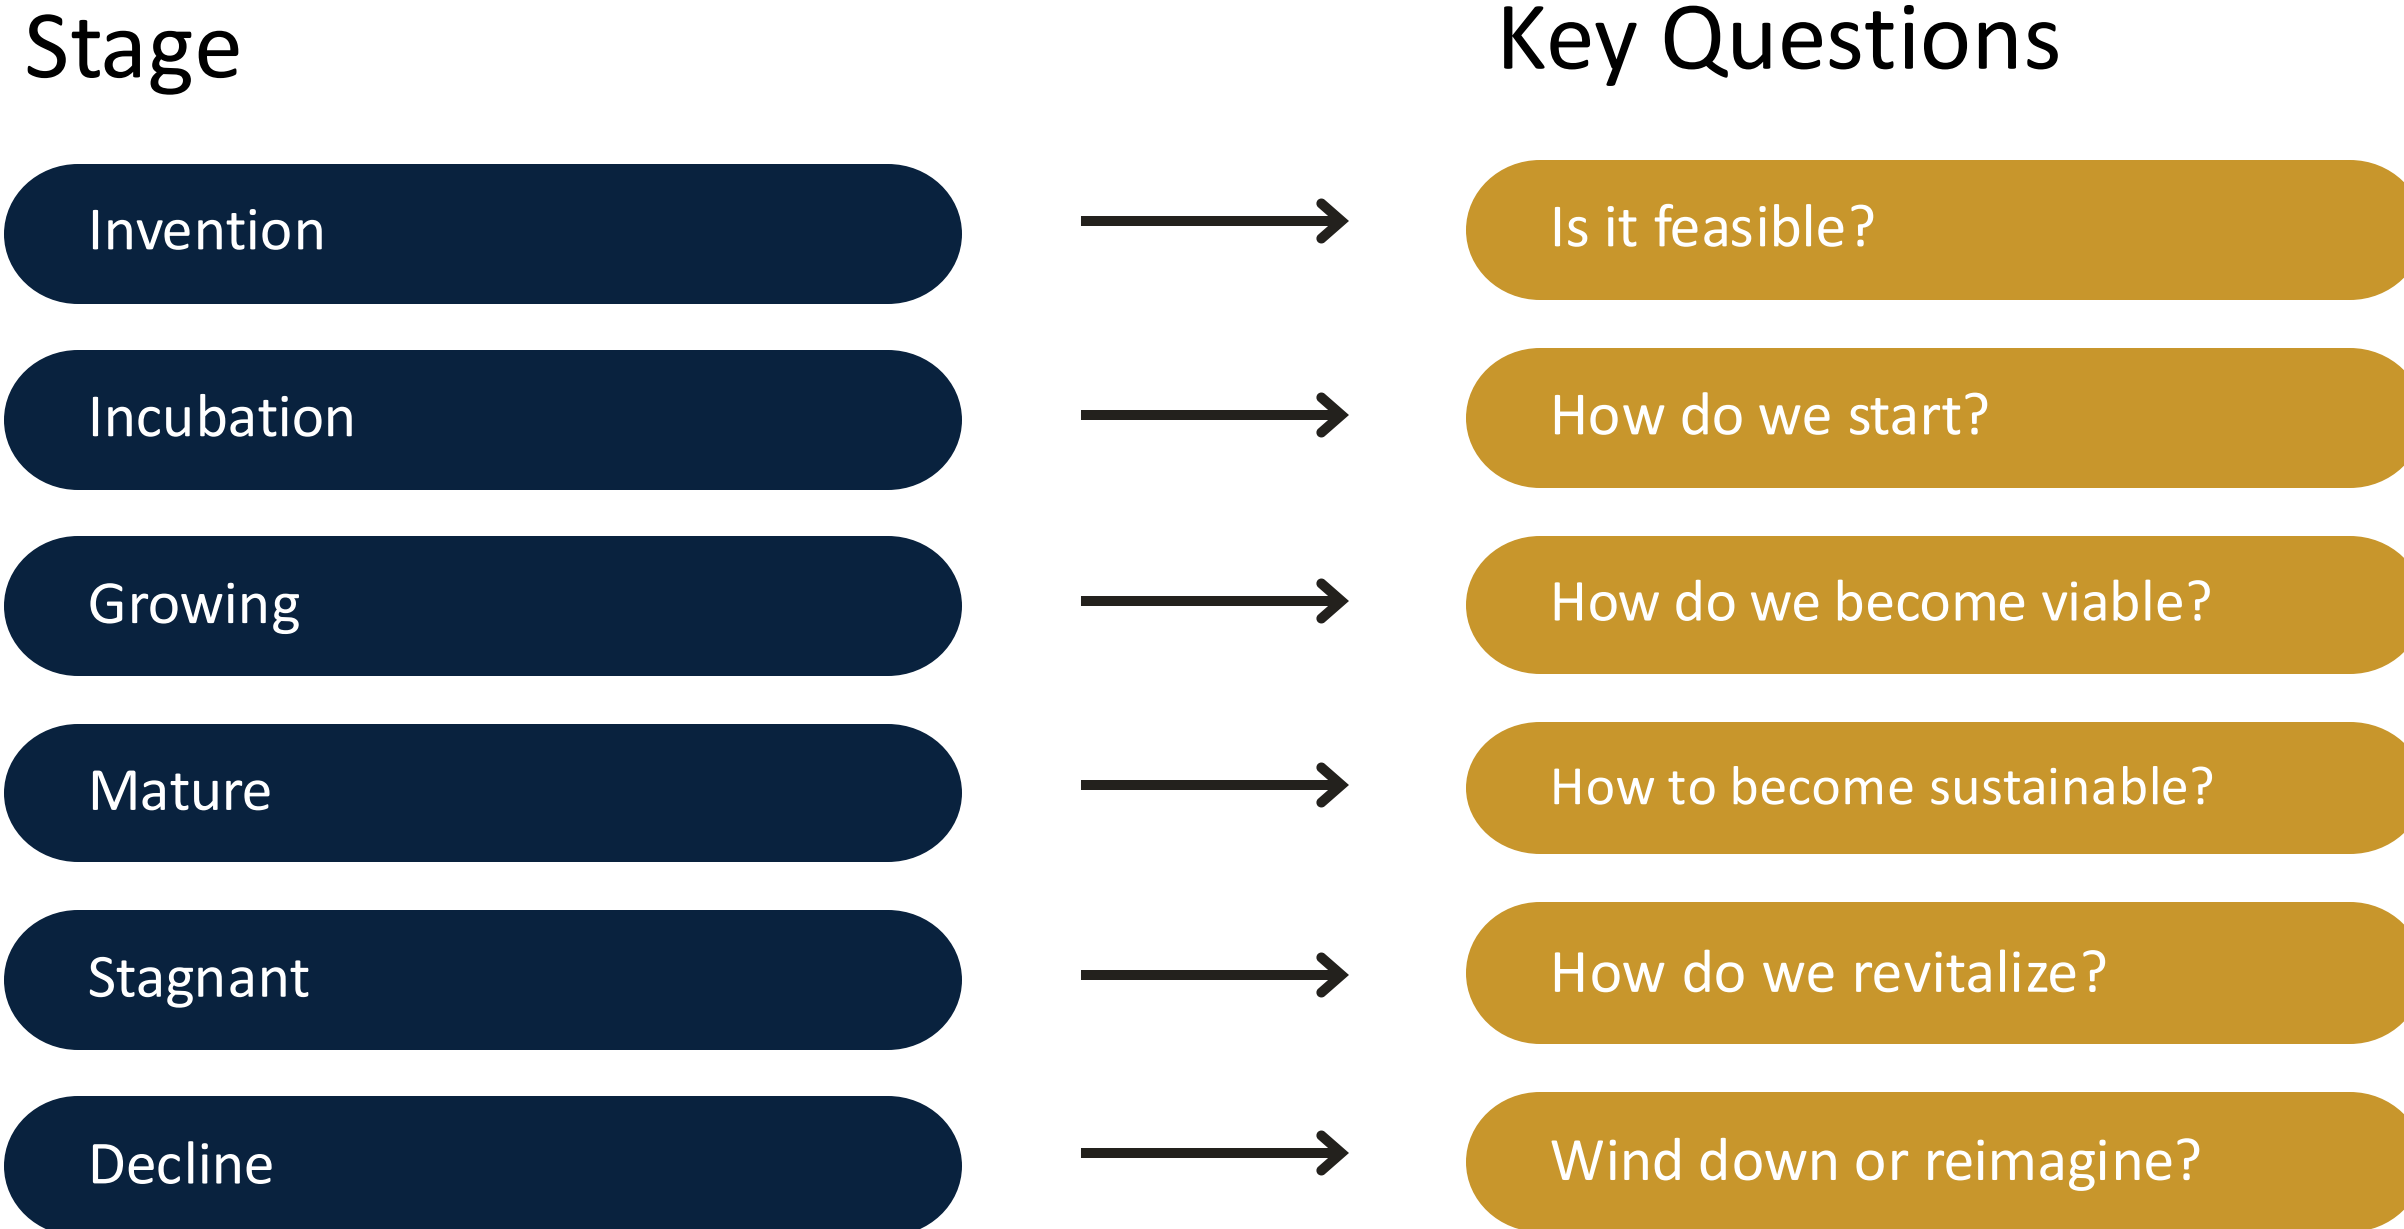 Stage
Key Questions
Invention
Is it feasible?
Incubation
How do we start?
Growing
How do we become viable?
Mature
How to become sustainable?
Stagnant
How do we revitalize?
Decline
Wind down or reimagine?